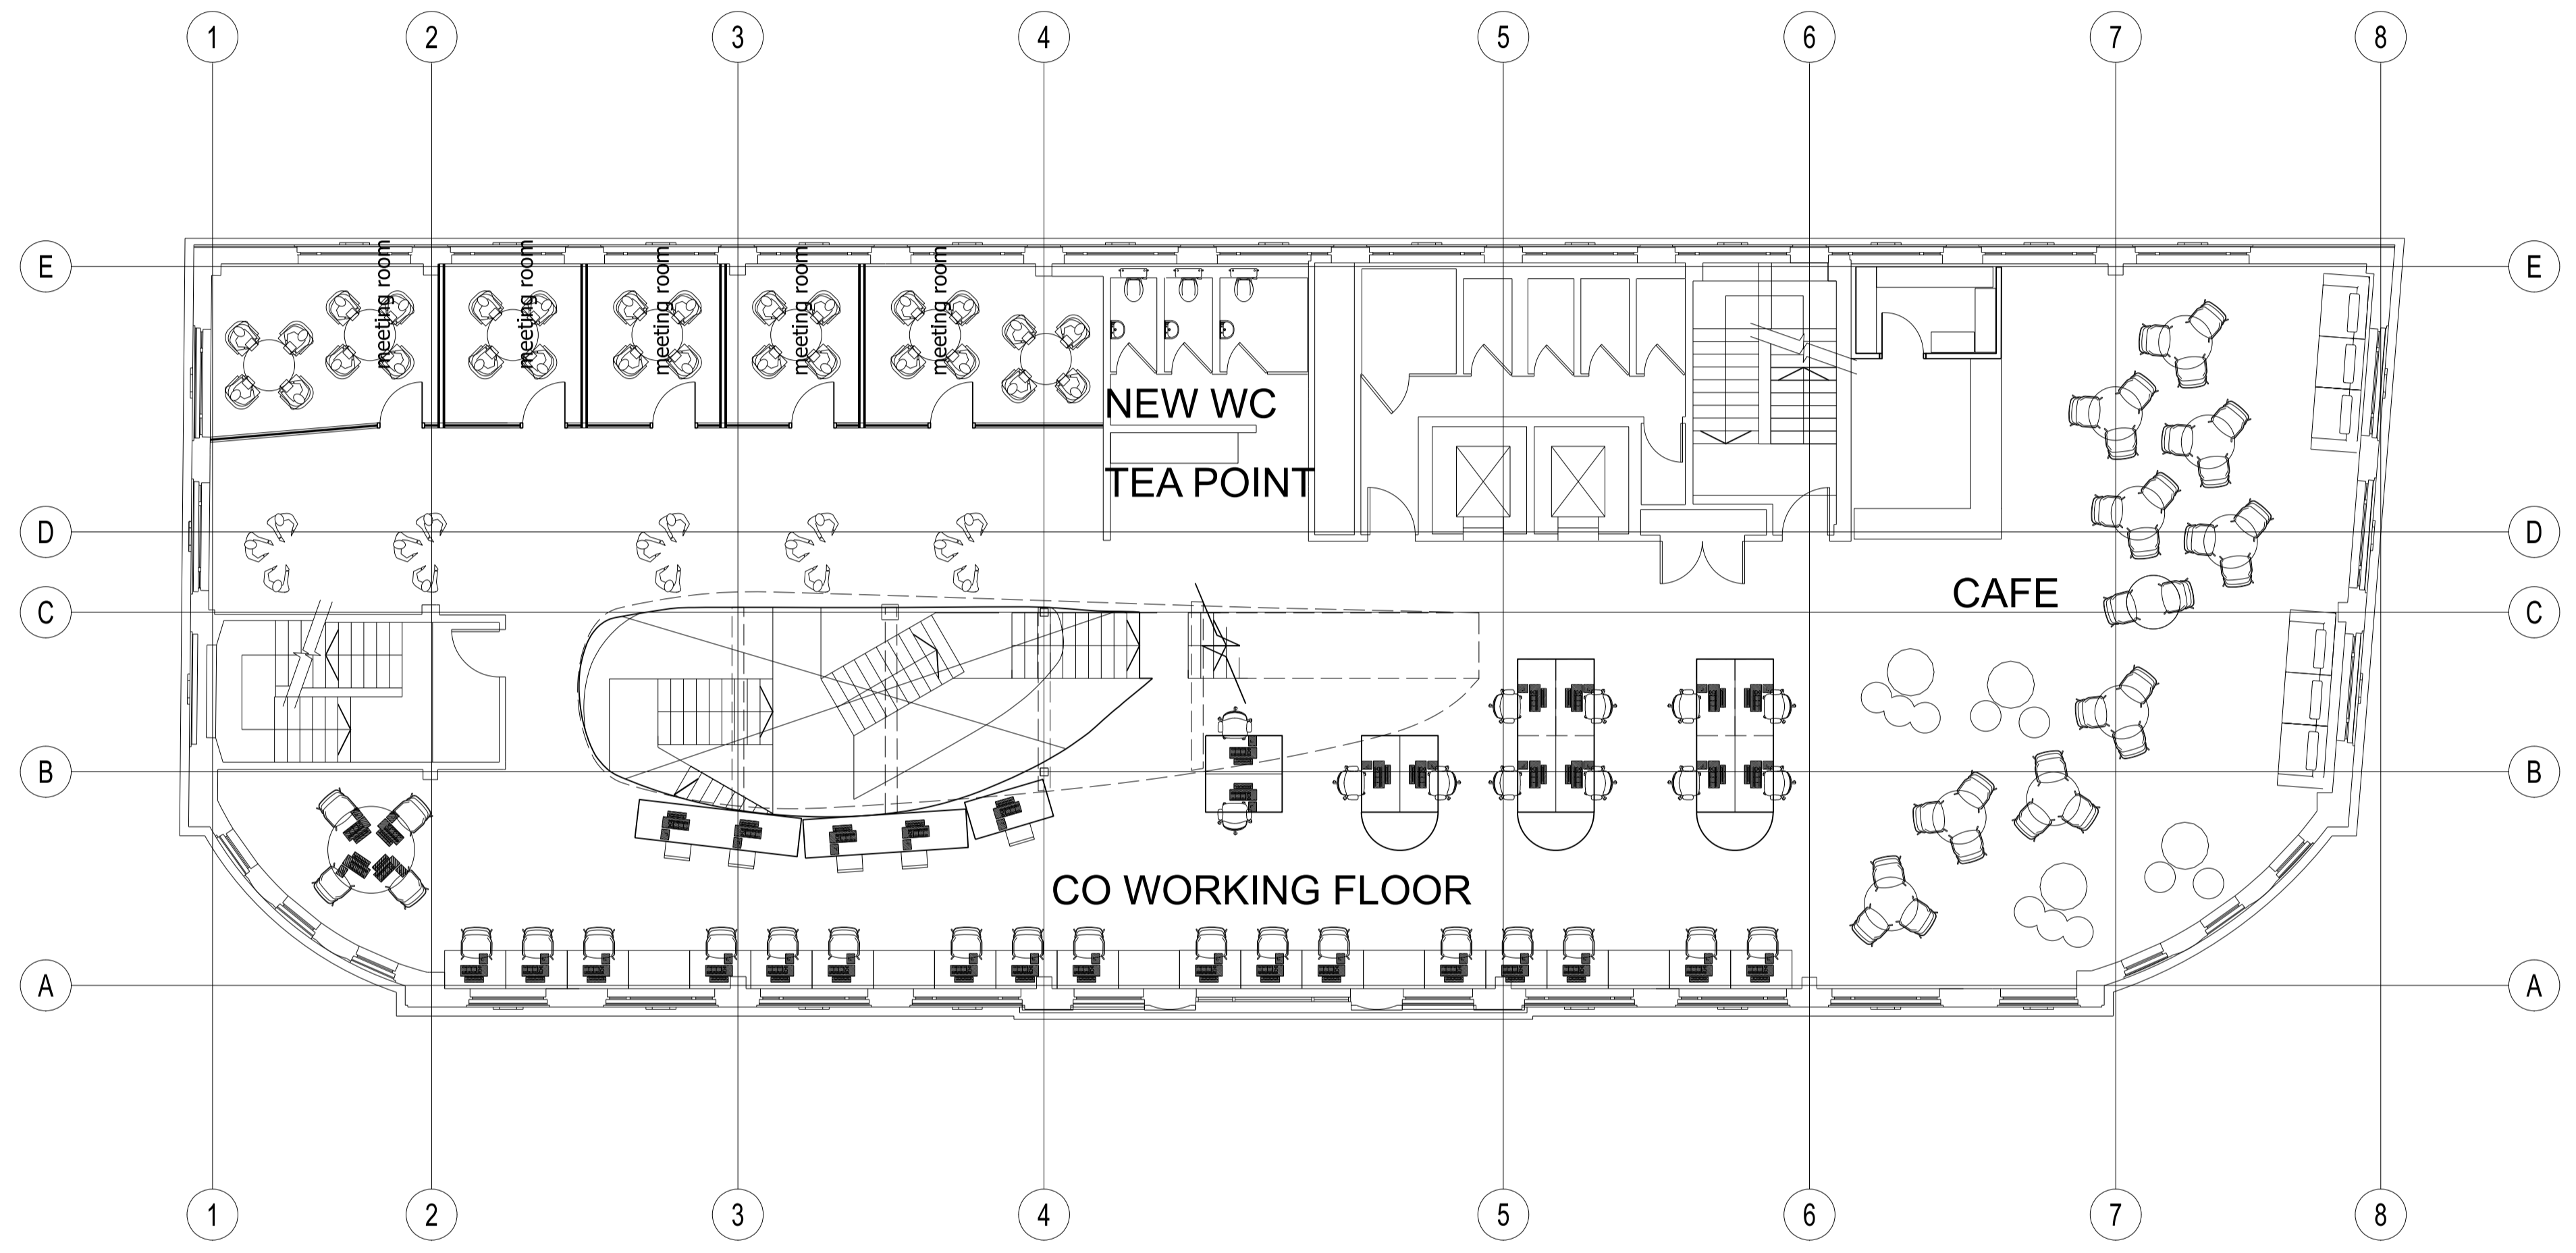 1 2 3 4 5 6 7 8
E E
meeting room
meeting room
meeting room
meeting room
meeting room
NEW WC
TEA POINT
D D
CAFE
C C
B B
CO WORKING FLOOR
A A
1 2 3 4 5 6 7 8